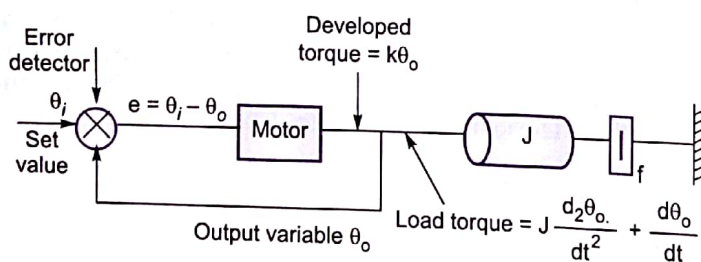 Developed
torque = kθₒ
Error
detector
θᵢ
e = θᵢ – θₒ
Set
value
Motor
J
f
Output variable θₒ
Load torque = J d₂θₒ. / dt² + dθₒ / dt